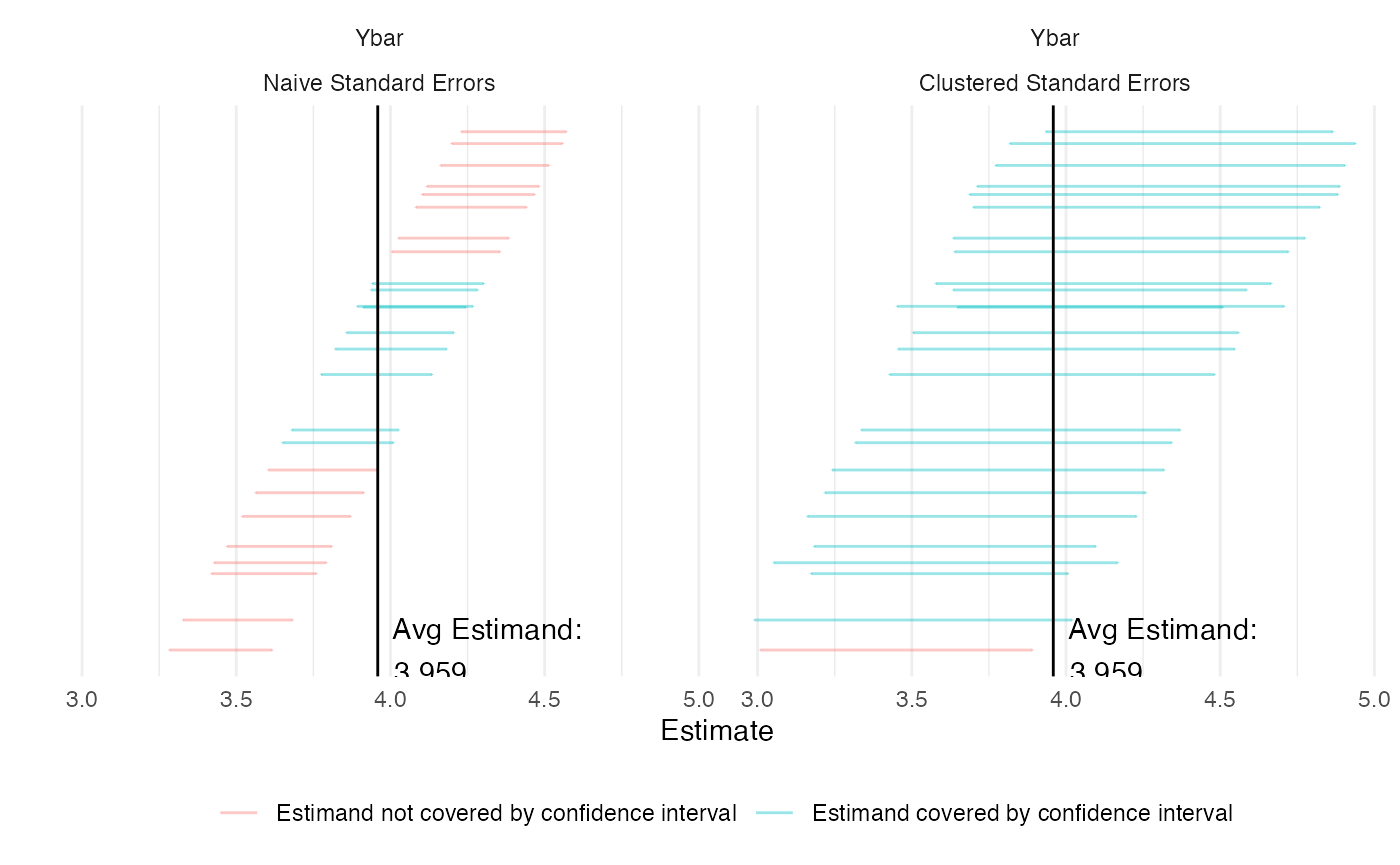 Ybar
Ybar
Naive Standard Errors
Clustered Standard Errors
Avg Estimand:
3.959
Avg Estimand:
3.959
3.0 3.5 4.0 4.5 5.0 3.0 3.5 4.0 4.5 5.0
Estimate
Estimand not covered by confidence interval
Estimand covered by confidence interval